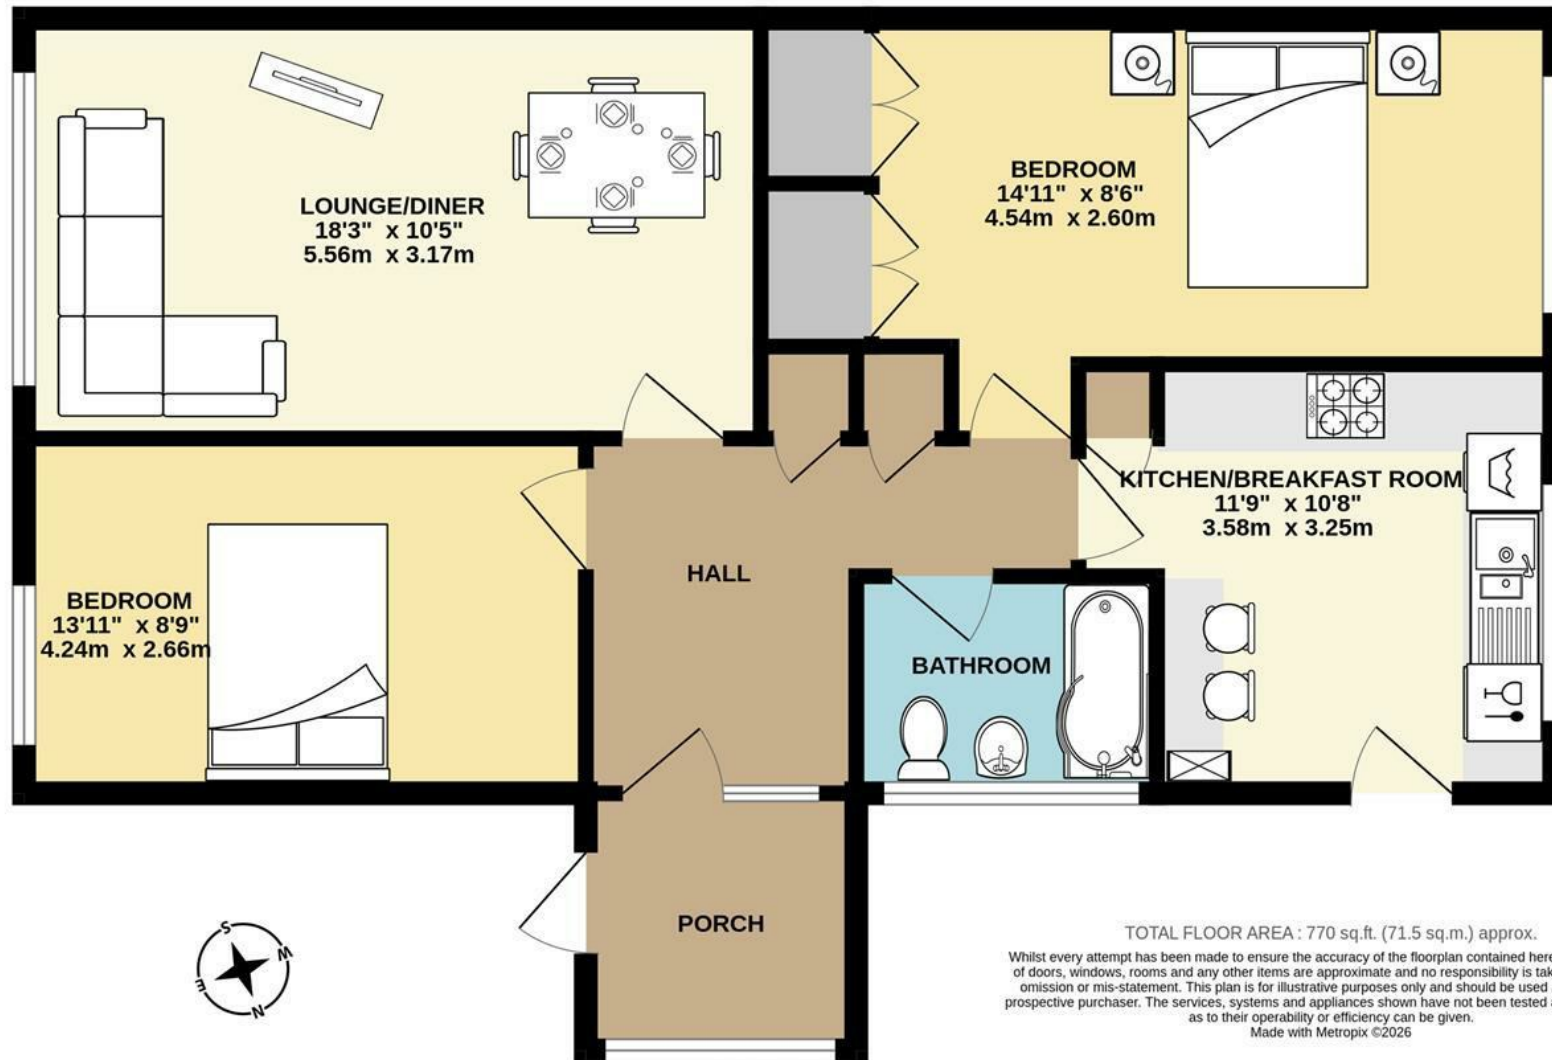 LOUNGE/DINER
18'3" x 10'5"
5.56m x 3.17m
BEDROOM
14'11" x 8'6"
4.54m x 2.60m
KITCHEN/BREAKFAST ROOM
11'9" x 10'8"
3.58m x 3.25m
HALL
BEDROOM
13'11" x 8'9"
4.24m x 2.66m
BATHROOM
PORCH
S
W
E
N
TOTAL FLOOR AREA : 770 sq.ft. (71.5 sq.m.) approx.
Whilst every attempt has been made to ensure the accuracy of the floorplan contained here
of doors, windows, rooms and any other items are approximate and no responsibility is tak
omission or mis-statement. This plan is for illustrative purposes only and should be used
prospective purchaser. The services, systems and appliances shown have not been tested
as to their operability or efficiency can be given.
Made with Metropix ©2026